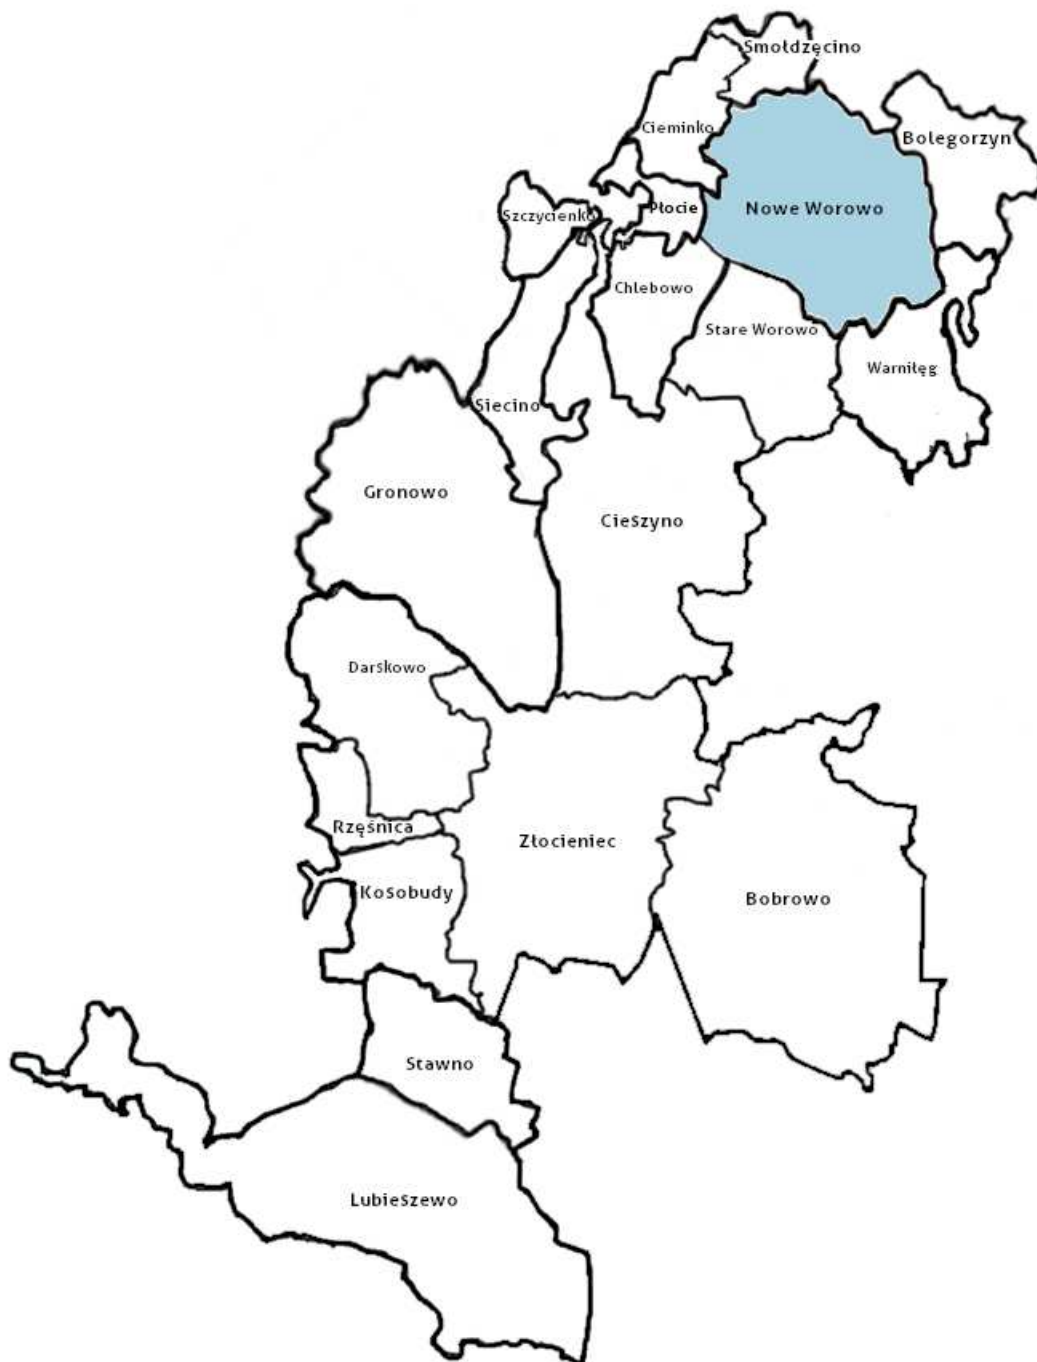 Smołdzęcino
Cieminko
Bolegorzyn
Płocie
Nowe Worowo
Szczycienko
Chlebowo
Stare Worowo
Warniłęg
Siecino
Gronowo
Cieszyno
Darskowo
Rzęśnica
Złocieniec
Kosobudy
Bobrowo
Stawno
Lubieszewo